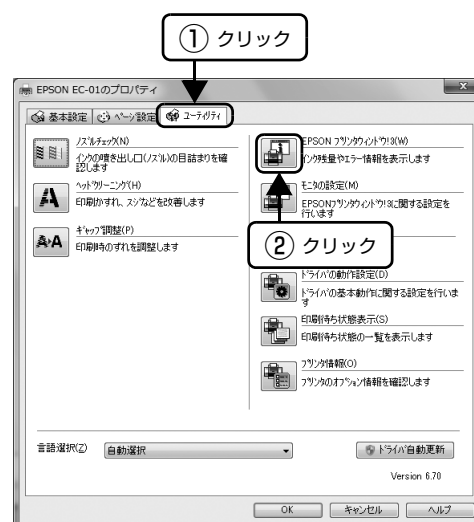 ① クリック
EPSON EC-01のプロパティ
基本設定
ページ設定
ユーティリティ
ノズルチェック(N)
インクの噴き出し口(ノズル)の目詰まりを確
認します
ヘッドクリーニング(H)
印刷かすれ、スジなどを改善します
ギャップ調整(P)
印刷時のずれを調整します
EPSON プリンタウィンドウ!3(W)
インク残量やエラー情報を表示します
モニタの設定(M)
EPSONプリンタウィンドウ!3に関する設定を
行います
② クリック
ドライバの動作設定(D)
ドライバの基本動作に関する設定を行いま
す
印刷待ち状態表示(S)
印刷待ち状態の一覧を表示します
プリンタ情報(O)
プリンタのオプション情報を確認します
言語選択(Z)
自動選択
ドライバ自動更新
Version 6.70
OK
キャンセル
ヘルプ